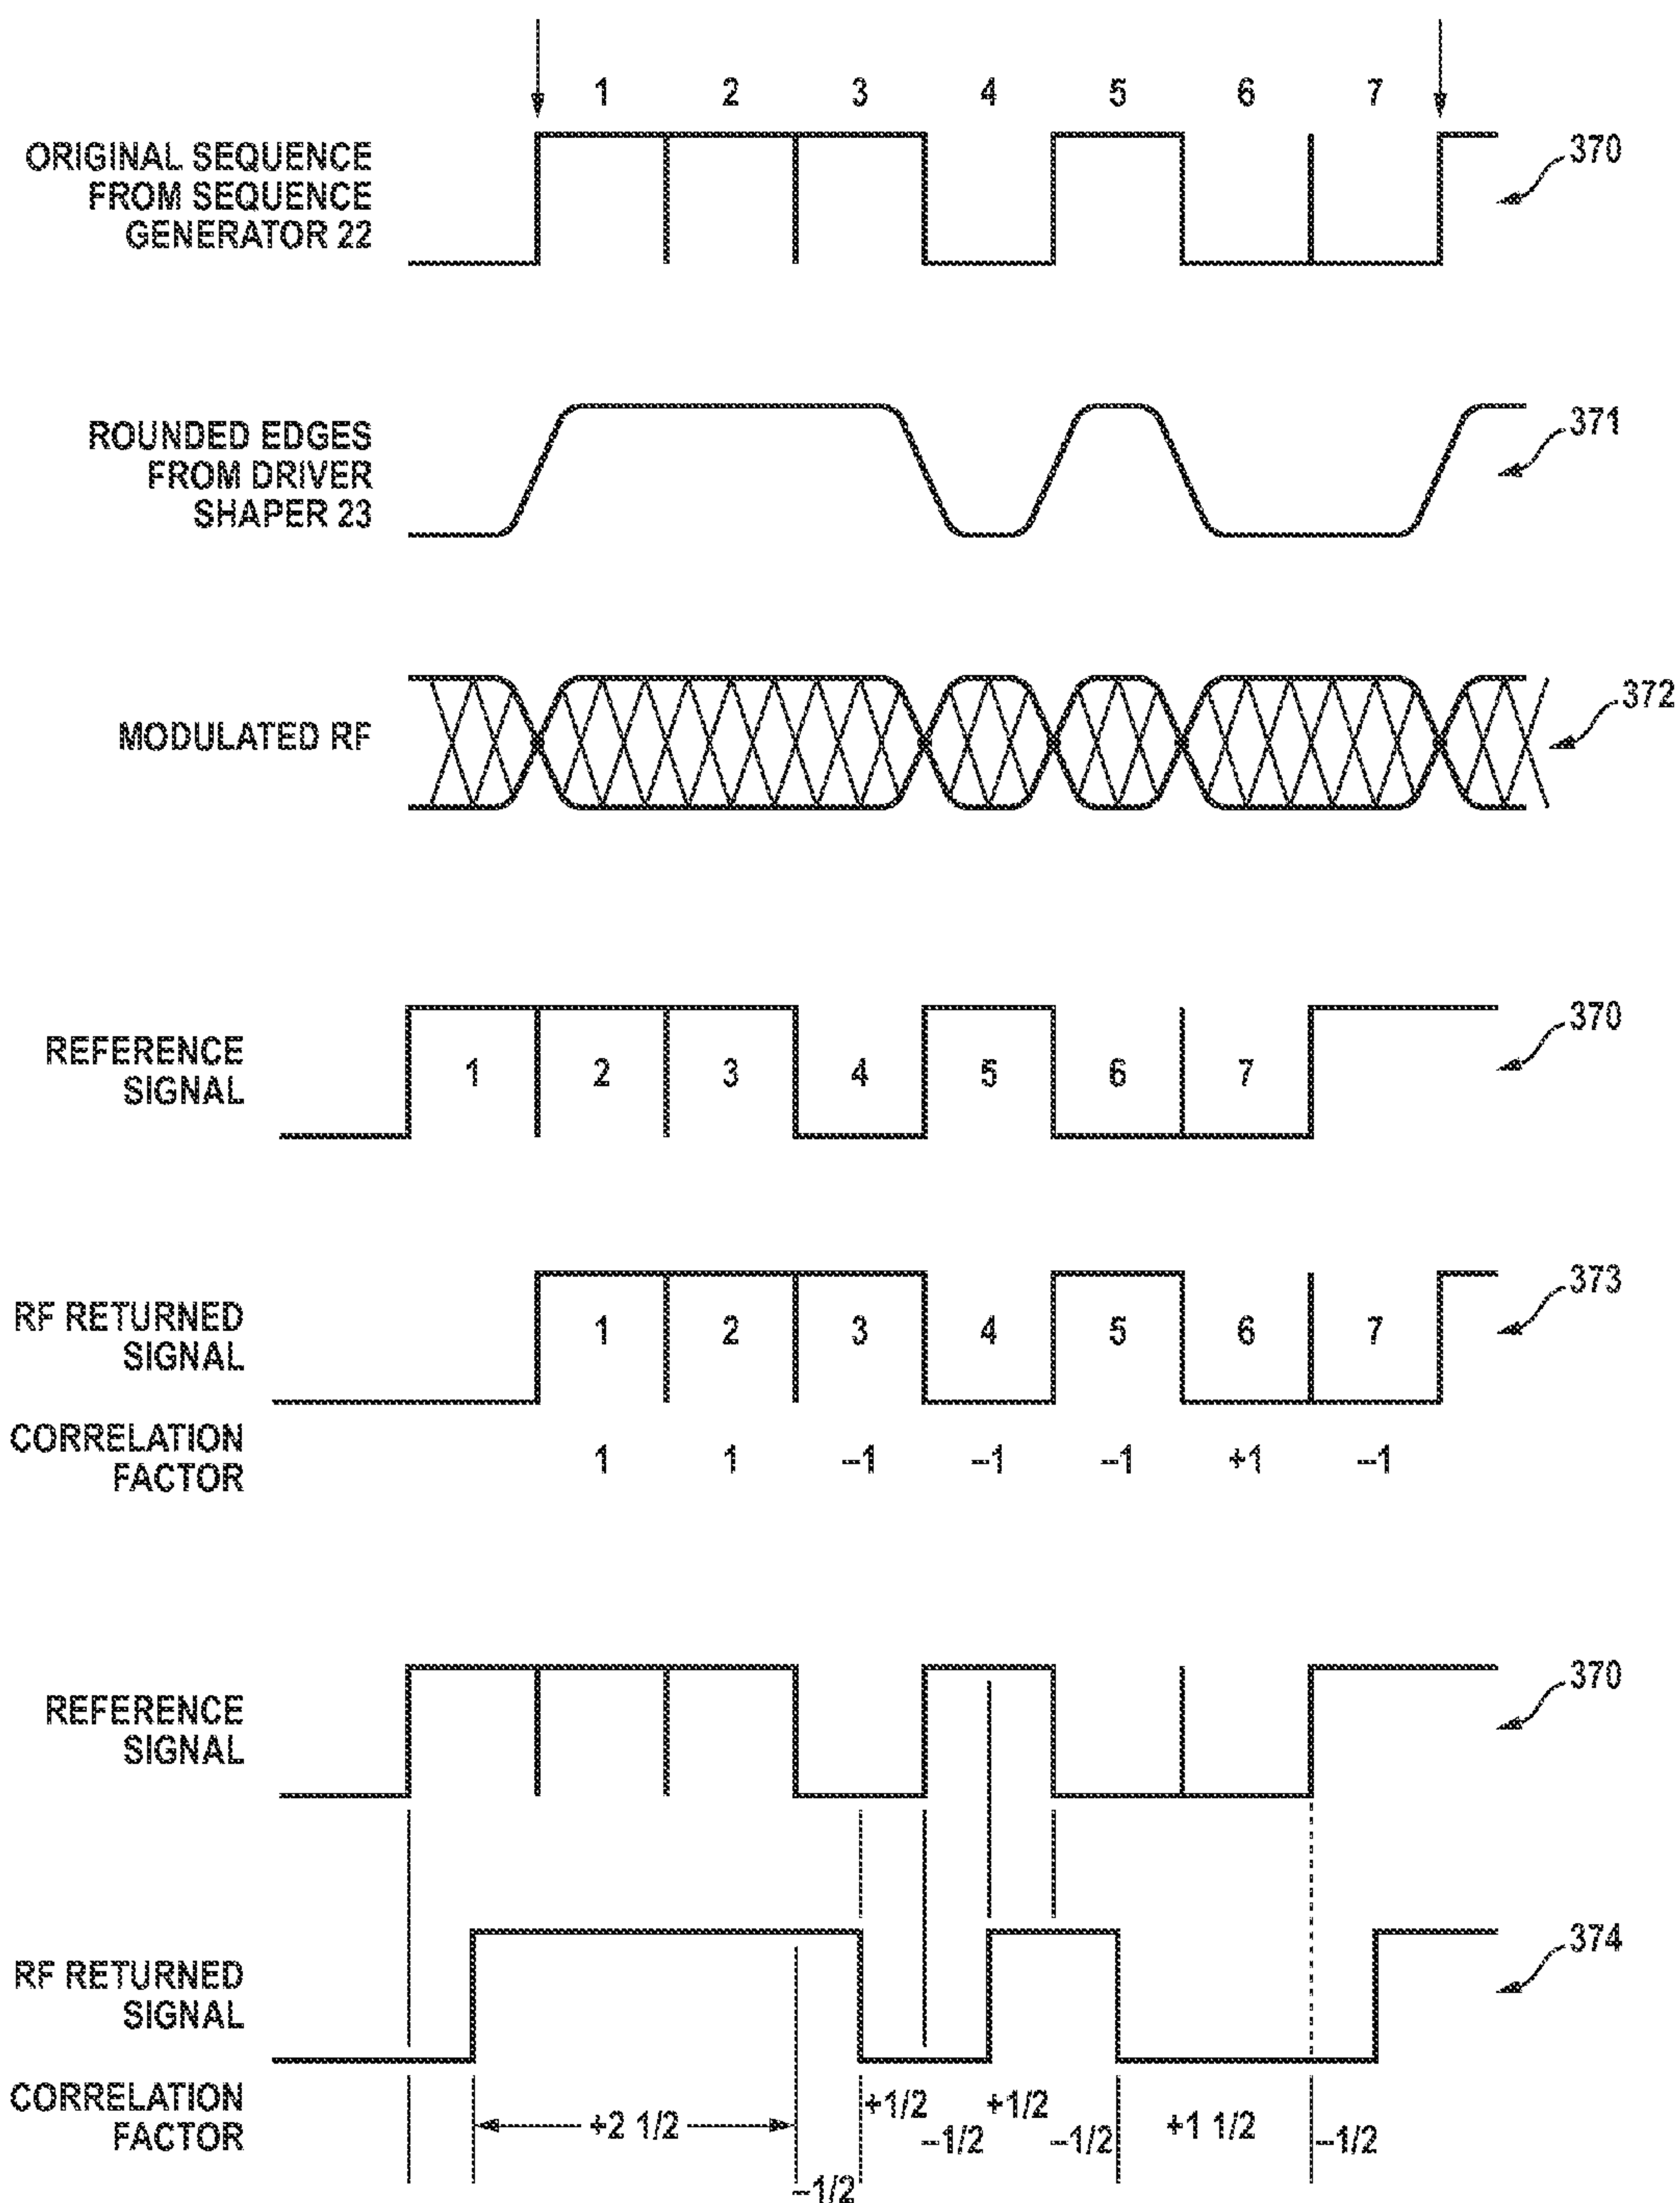 1 2 3 4 5 6 7
ORIGINAL SEQUENCE
FROM SEQUENCE
GENERATOR 22
370
ROUNDED EDGES
FROM DRIVER
SHAPER 23
371
MODULATED RF
372
REFERENCE
SIGNAL
1 2 3 4 5 6 7
370
RF RETURNED
SIGNAL
1 2 3 4 5 6 7
373
CORRELATION
FACTOR
1 1 –1 –1 –1 +1 –1
REFERENCE
SIGNAL
370
RF RETURNED
SIGNAL
374
CORRELATION
FACTOR
+2 1/2
–1/2
+1/2
–1/2
+1/2
–1/2
+1 1/2
–1/2